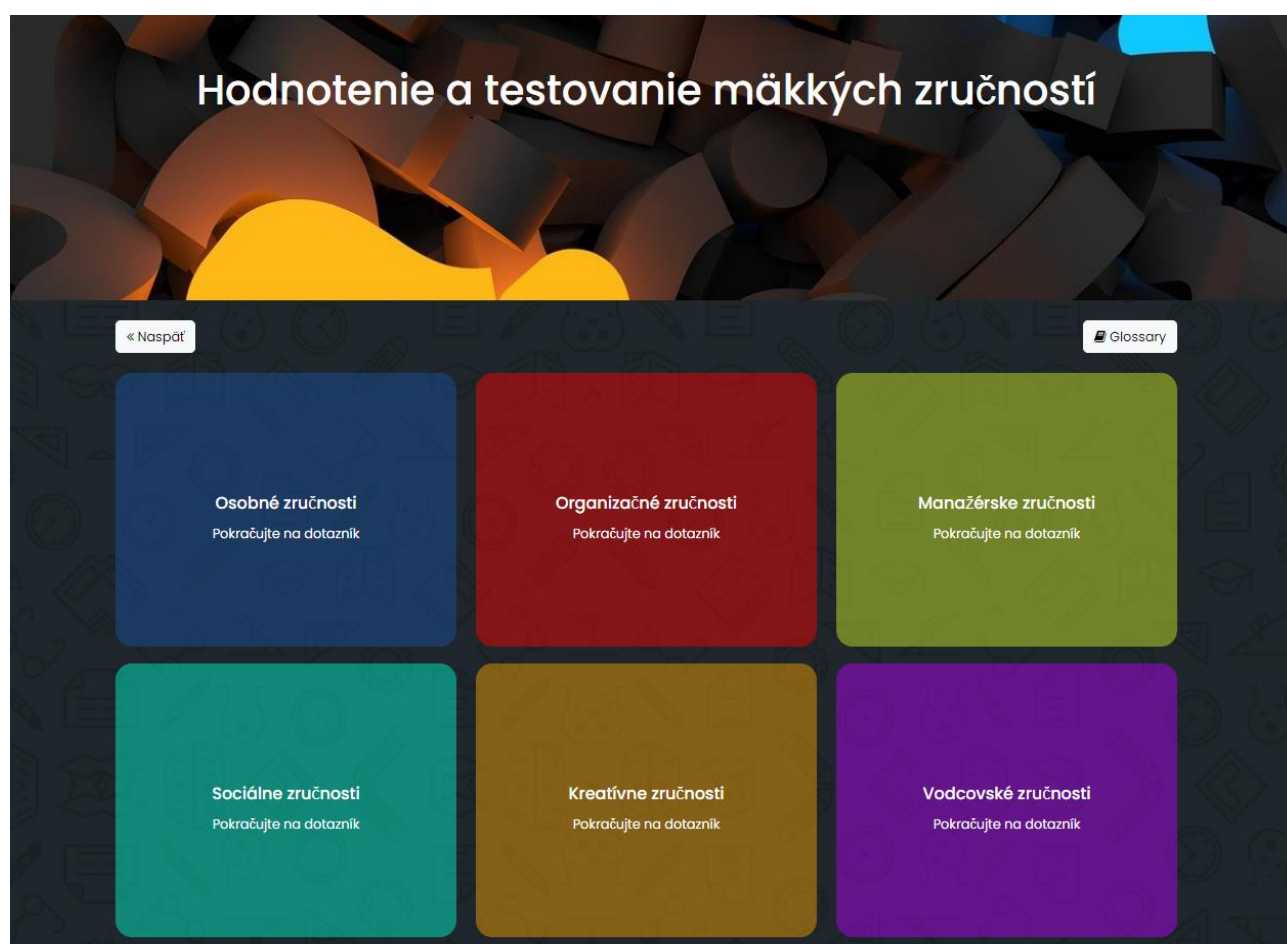 Hodnotenie a testovanie mäkkých zručností
« Naspäť
Glossary
Osobné zručnosti
Pokračujte na dotazník
Organizačné zručnosti
Pokračujte na dotazník
Manažérske zručnosti
Pokračujte na dotazník
Sociálne zručnosti
Pokračujte na dotazník
Kreatívne zručnosti
Pokračujte na dotazník
Vodcovské zručnosti
Pokračujte na dotazník